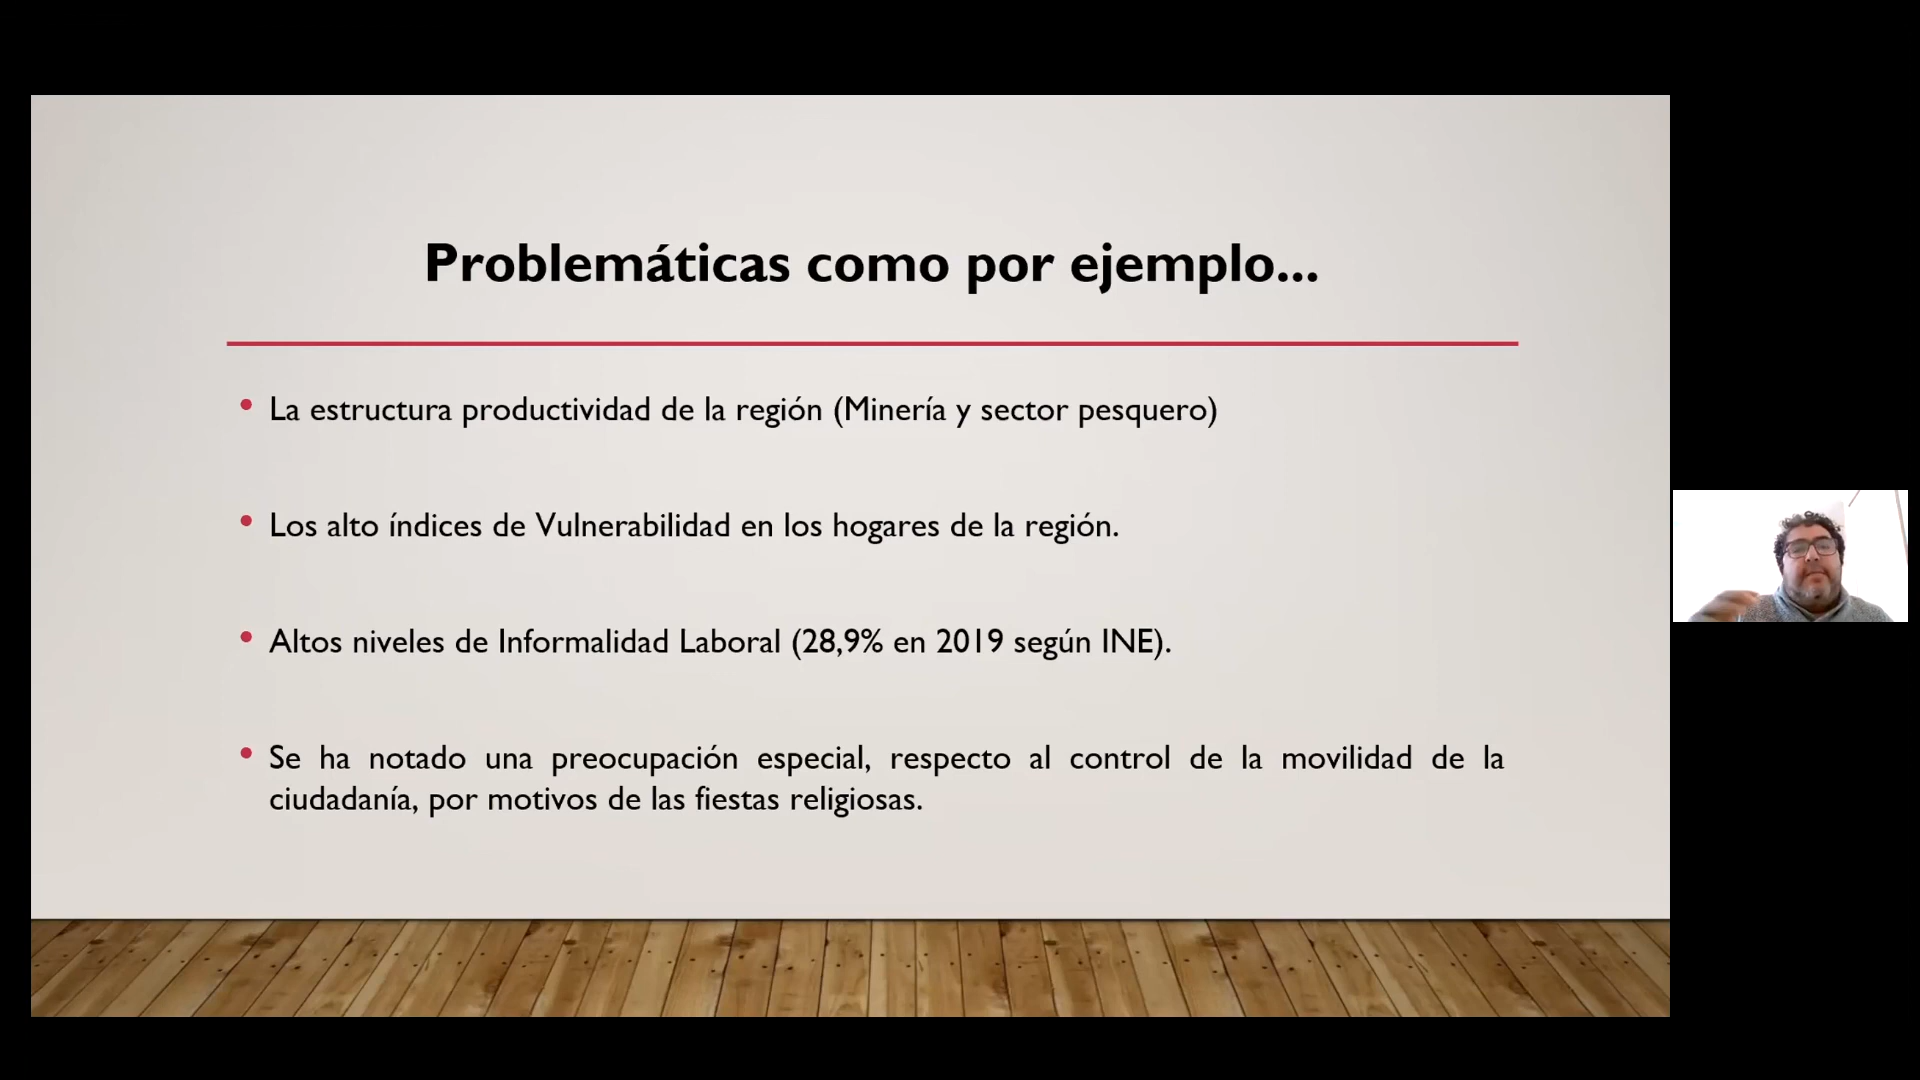 Problemáticas como por ejemplo...
• La estructura productividad de la región (Minería y sector pesquero)
• Los alto índices de Vulnerabilidad en los hogares de la región.
• Altos niveles de Informalidad Laboral (28,9% en 2019 según INE).
• Se ha notado una preocupación especial, respecto al control de la movilidad de la
ciudadanía, por motivos de las fiestas religiosas.